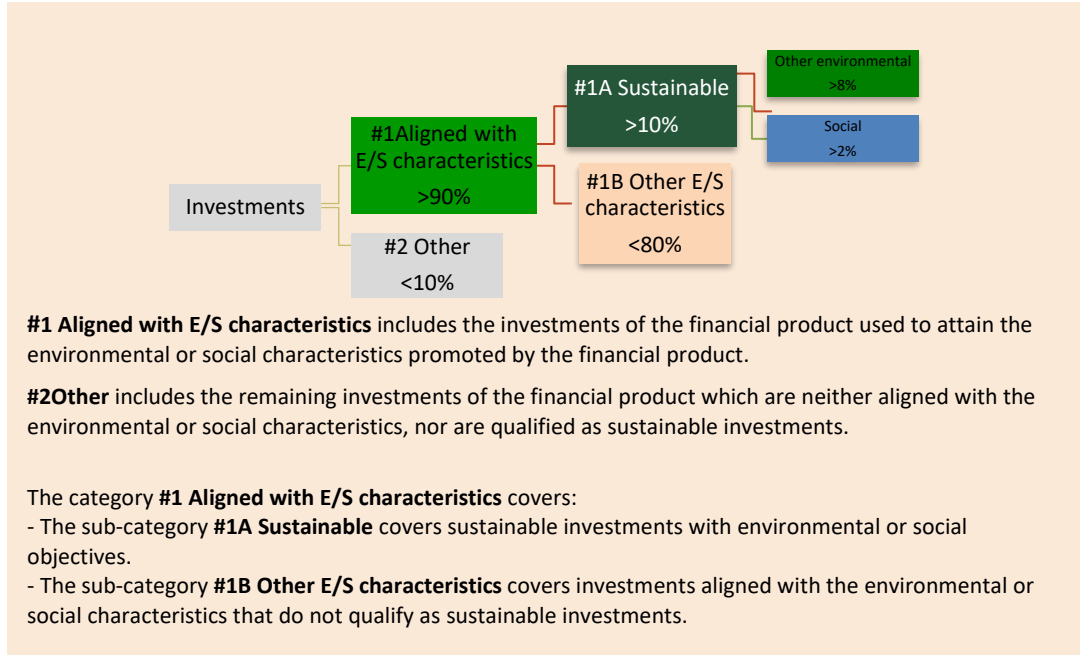 Other environmental
>8%
#1A Sustainable
>10%
Social
>2%
#1Aligned with
E/S characteristics
>90%
#1B Other E/S
characteristics
<80%
Investments
#2 Other
<10%
#1 Aligned with E/S characteristics includes the investments of the financial product used to attain the
environmental or social characteristics promoted by the financial product.
#2Other includes the remaining investments of the financial product which are neither aligned with the
environmental or social characteristics, nor are qualified as sustainable investments.
The category #1 Aligned with E/S characteristics covers:
- The sub-category #1A Sustainable covers sustainable investments with environmental or social
objectives.
- The sub-category #1B Other E/S characteristics covers investments aligned with the environmental or
social characteristics that do not qualify as sustainable investments.